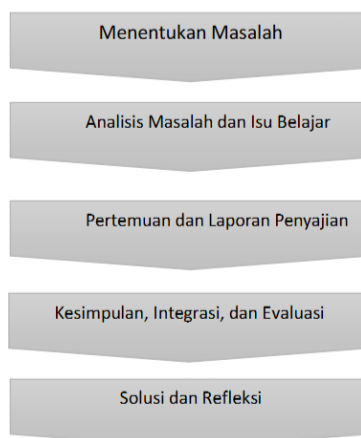 Menentukan Masalah
Analisis Masalah dan Isu Belajar
Pertemuan dan Laporan Penyajian
Kesimpulan, Integrasi, dan Evaluasi
Solusi dan Refleksi